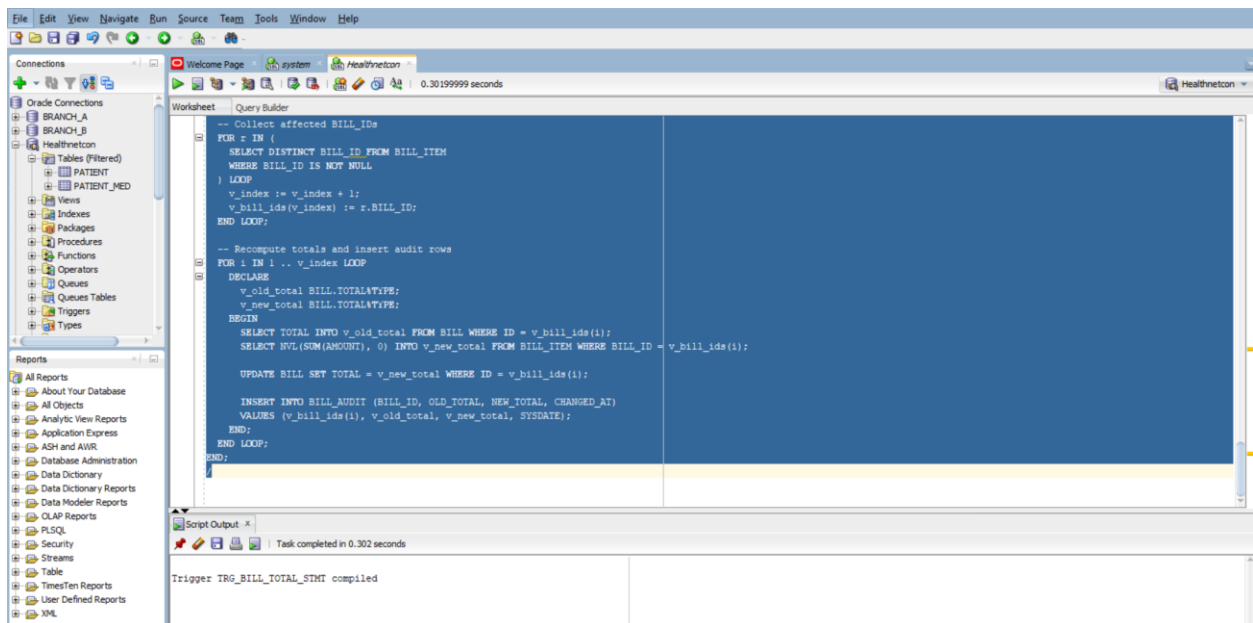 File Edit View Navigate Run Source Team Tools Window Help
Connections
Welcome Page
system
Healthnetcon
0.30199999 seconds
Healthnetcon
Oracle Connections
BRANCH_A
BRANCH_B
Healthnetcon
Tables (Filtered)
PATIENT
PATIENT_MED
Views
Indexes
Packages
Procedures
Functions
Operators
Queues
Queues Tables
Triggers
Types
Worksheet Query Builder
-- Collect affected BILL_IDs
FOR r IN (
SELECT DISTINCT BILL_ID FROM BILL_ITEM
WHERE BILL_ID IS NOT NULL
) LOOP
v_index := v_index + 1;
v_bill_ids(v_index) := r.BILL_ID;
END LOOP;
-- Recompute totals and insert audit rows
FOR i IN 1 .. v_index LOOP
DECLARE
v_old_total BILL.TOTAL%TYPE;
v_new_total BILL.TOTAL%TYPE;
BEGIN
SELECT TOTAL INTO v_old_total FROM BILL WHERE ID = v_bill_ids(i);
SELECT NVL(SUM(AMOUNT), 0) INTO v_new_total FROM BILL_ITEM WHERE BILL_ID = v_bill_ids(i);
UPDATE BILL SET TOTAL = v_new_total WHERE ID = v_bill_ids(i);
INSERT INTO BILL_AUDIT (BILL_ID, OLD_TOTAL, NEW_TOTAL, CHANGED_AT)
VALUES (v_bill_ids(i), v_old_total, v_new_total, SYSDATE);
END;
END LOOP;
END;
/
Reports
All Reports
About Your Database
All Objects
Analytic View Reports
Application Express
ASH and AWR
Database Administration
Data Dictionary
Data Dictionary Reports
Data Modeler Reports
OLAP Reports
PLSQL
Security
Streams
Table
TimesTen Reports
User Defined Reports
XML
Script Output
Task completed in 0.302 seconds
Trigger TRG_BILL_TOTAL_STMT compiled